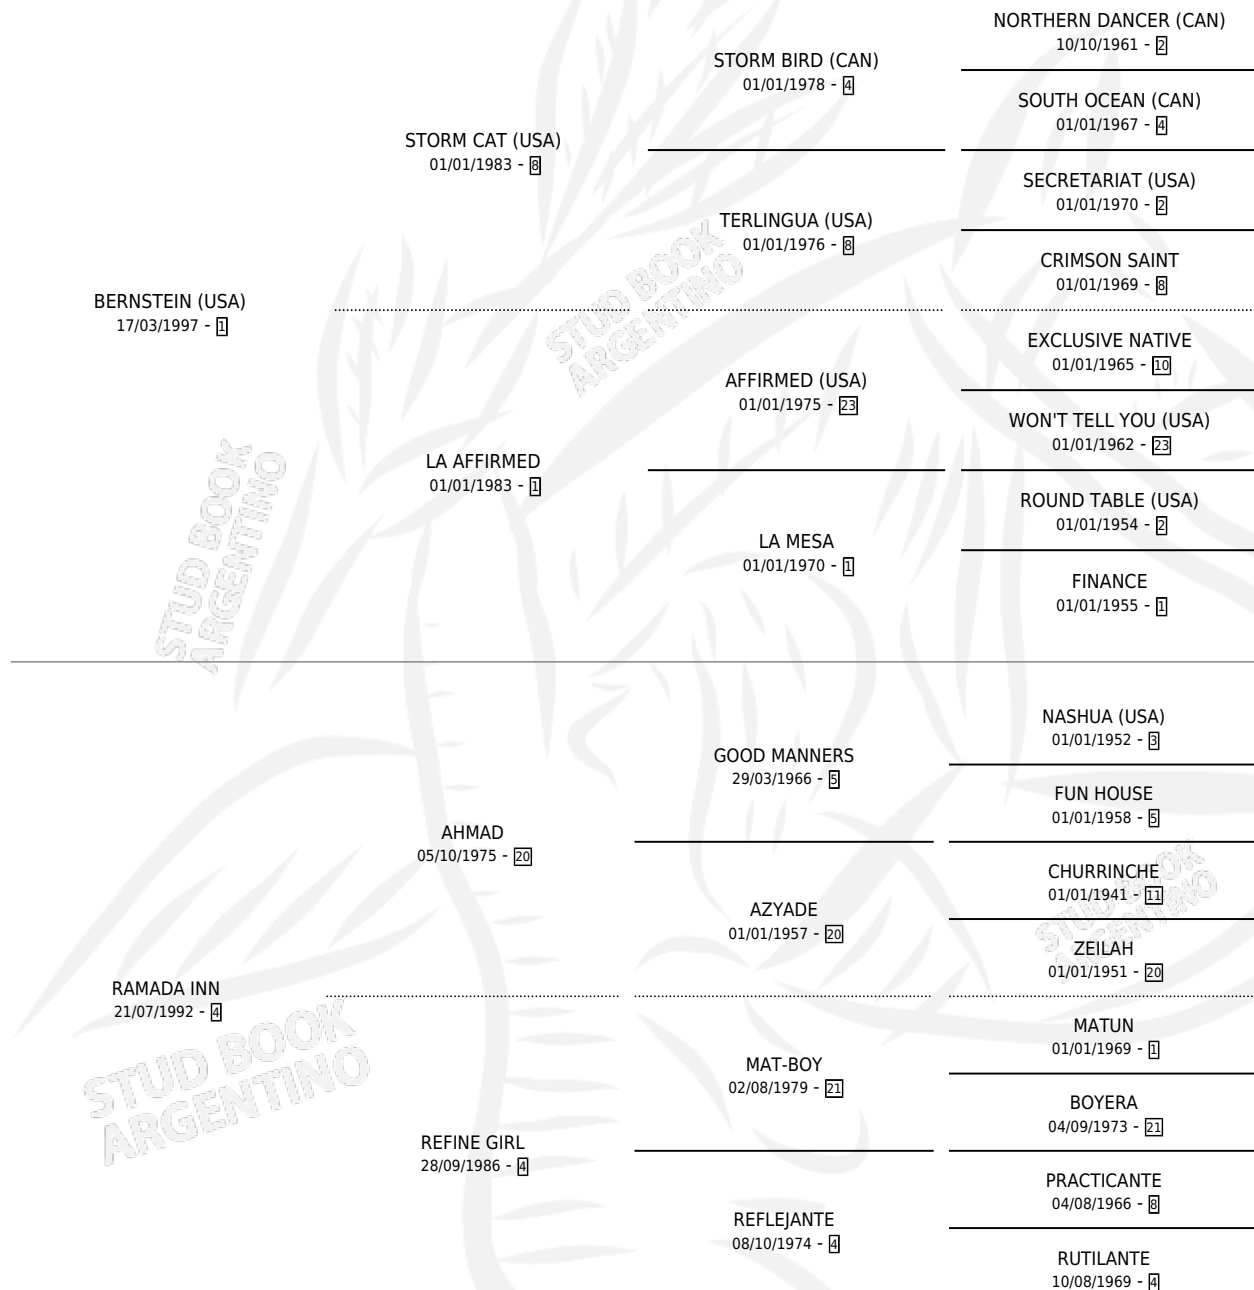 NORTHERN DANCER (CAN)
10/10/1961 - 2
STORM BIRD (CAN)
01/01/1978 - 4
SOUTH OCEAN (CAN)
01/01/1967 - 4
STORM CAT (USA)
01/01/1983 - 8
SECRETARIAT (USA)
01/01/1970 - 2
TERLINGUA (USA)
01/01/1976 - 8
CRIMSON SAINT
01/01/1969 - 8
BERNSTEIN (USA)
17/03/1997 - 1
STUD BOOK
ARGENTINO
EXCLUSIVE NATIVE
01/01/1965 - 10
AFFIRMED (USA)
01/01/1975 - 23
WON'T TELL YOU (USA)
01/01/1962 - 23
LA AFFIRMED
01/01/1983 - 1
ROUND TABLE (USA)
01/01/1954 - 2
LA MESA
01/01/1970 - 1
FINANCE
01/01/1955 - 1
STUD BOOK
ARGENTINO
NASHUA (USA)
01/01/1952 - 3
GOOD MANNERS
29/03/1966 - 5
FUN HOUSE
01/01/1958 - 5
AHMAD
05/10/1975 - 20
CHURRINCHE
01/01/1941 - 11
AZYADE
01/01/1957 - 20
STUD BOOK
ARGENTINO
ZEILAH
01/01/1951 - 20
RAMADA INN
21/07/1992 - 4
STUD BOOK
ARGENTINO
MATUN
01/01/1969 - 1
MAT-BOY
02/08/1979 - 21
BOYERA
04/09/1973 - 21
REFINE GIRL
28/09/1986 - 4
PRACTICANTE
04/08/1966 - 8
REFLEJANTE
08/10/1974 - 4
RUTILANTE
10/08/1969 - 4